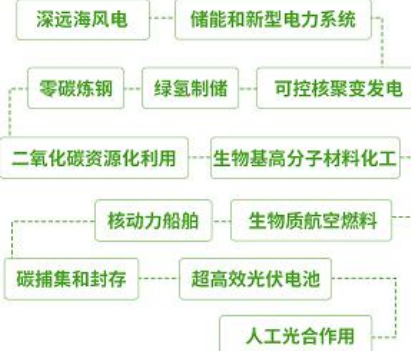 深远海风电
储能和新型电力系统
零碳炼钢
绿氢制储
可控核聚变发电
二氧化碳资源化利用
生物基高分子材料化工
核动力船舶
生物质航空燃料
碳捕集和封存
超高效光伏电池
人工光合作用